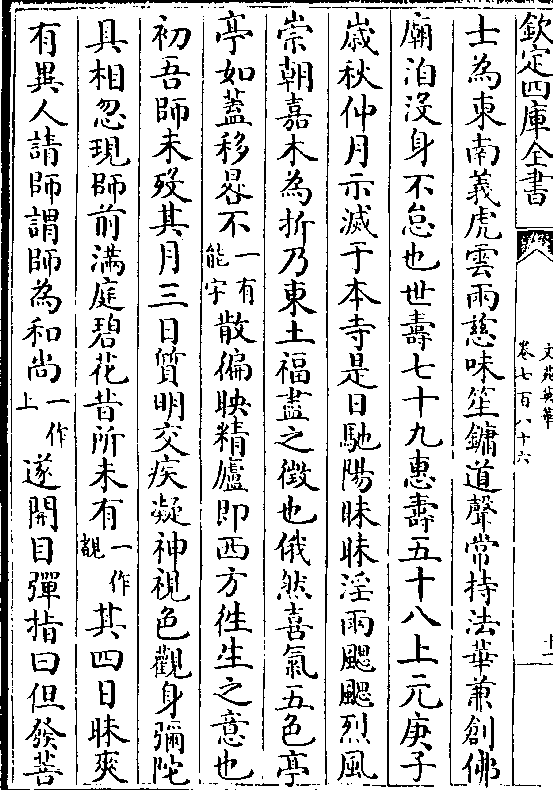 欽定四庫全書
文苑英華
卷七百八十六
上
士為東南義虎雲雨慈味笙鏞道聲常持法華兼創佛
廟洎没身不怠也世壽七十九惠壽五十八上元庚子
嵗秋仲月示滅于本寺是日馳陽昧昧淫雨颸颸烈風
崇朝嘉木為折乃東土福盡之徵也俄然喜氣五色亭
亭如蓋移晷不一有能字散徧映精廬即西方徃生之意也
初吾師未殁其月三日質明交疾凝神視色觀身彌陀
具相忽現師前滿庭碧花昔所未有一作覩其四日昧爽
有異人請師謂師為和尚一作上遂開目彈指曰但發菩